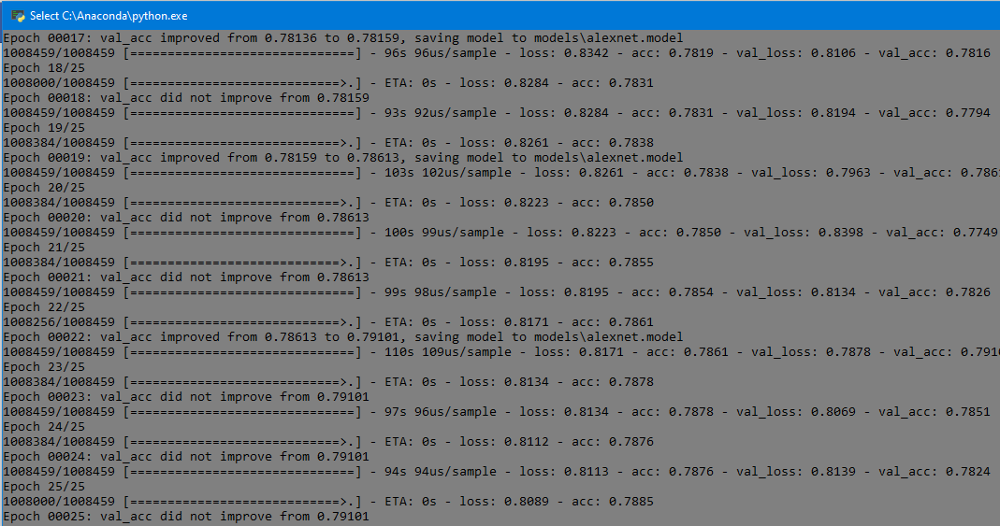 Select C:\Anaconda\python.exe
Epoch 00017: val_acc improved from 0.78136 to 0.78159, saving model to models\alexnet.model
1008459/1008459 [==============================] - 96s 96us/sample - loss: 0.8342 - acc: 0.7819 - val_loss: 0.8106 - val_acc: 0.7816
Epoch 18/25
1008000/1008459 [============================>.] - ETA: 0s - loss: 0.8284 - acc: 0.7831
Epoch 00018: val_acc did not improve from 0.78159
1008459/1008459 [==============================] - 93s 92us/sample - loss: 0.8284 - acc: 0.7831 - val_loss: 0.8194 - val_acc: 0.7794
Epoch 19/25
1008384/1008459 [============================>.] - ETA: 0s - loss: 0.8261 - acc: 0.7838
Epoch 00019: val_acc improved from 0.78159 to 0.78613, saving model to models\alexnet.model
1008459/1008459 [==============================] - 103s 102us/sample - loss: 0.8261 - acc: 0.7838 - val_loss: 0.7963 - val_acc: 0.786
Epoch 20/25
1008384/1008459 [============================>.] - ETA: 0s - loss: 0.8223 - acc: 0.7850
Epoch 00020: val_acc did not improve from 0.78613
1008459/1008459 [==============================] - 100s 99us/sample - loss: 0.8223 - acc: 0.7850 - val_loss: 0.8398 - val_acc: 0.7749
Epoch 21/25
1008384/1008459 [============================>.] - ETA: 0s - loss: 0.8195 - acc: 0.7855
Epoch 00021: val_acc did not improve from 0.78613
1008459/1008459 [==============================] - 99s 98us/sample - loss: 0.8195 - acc: 0.7854 - val_loss: 0.8134 - val_acc: 0.7826
Epoch 22/25
1008256/1008459 [============================>.] - ETA: 0s - loss: 0.8171 - acc: 0.7861
Epoch 00022: val_acc improved from 0.78613 to 0.79101, saving model to models\alexnet.model
1008459/1008459 [==============================] - 110s 109us/sample - loss: 0.8171 - acc: 0.7861 - val_loss: 0.7878 - val_acc: 0.791
Epoch 23/25
1008384/1008459 [============================>.] - ETA: 0s - loss: 0.8134 - acc: 0.7878
Epoch 00023: val_acc did not improve from 0.79101
1008459/1008459 [==============================] - 97s 96us/sample - loss: 0.8134 - acc: 0.7878 - val_loss: 0.8069 - val_acc: 0.7851
Epoch 24/25
1008384/1008459 [============================>.] - ETA: 0s - loss: 0.8112 - acc: 0.7876
Epoch 00024: val_acc did not improve from 0.79101
1008459/1008459 [==============================] - 94s 94us/sample - loss: 0.8113 - acc: 0.7876 - val_loss: 0.8139 - val_acc: 0.7824
Epoch 25/25
1008000/1008459 [============================>.] - ETA: 0s - loss: 0.8089 - acc: 0.7885
Epoch 00025: val_acc did not improve from 0.79101